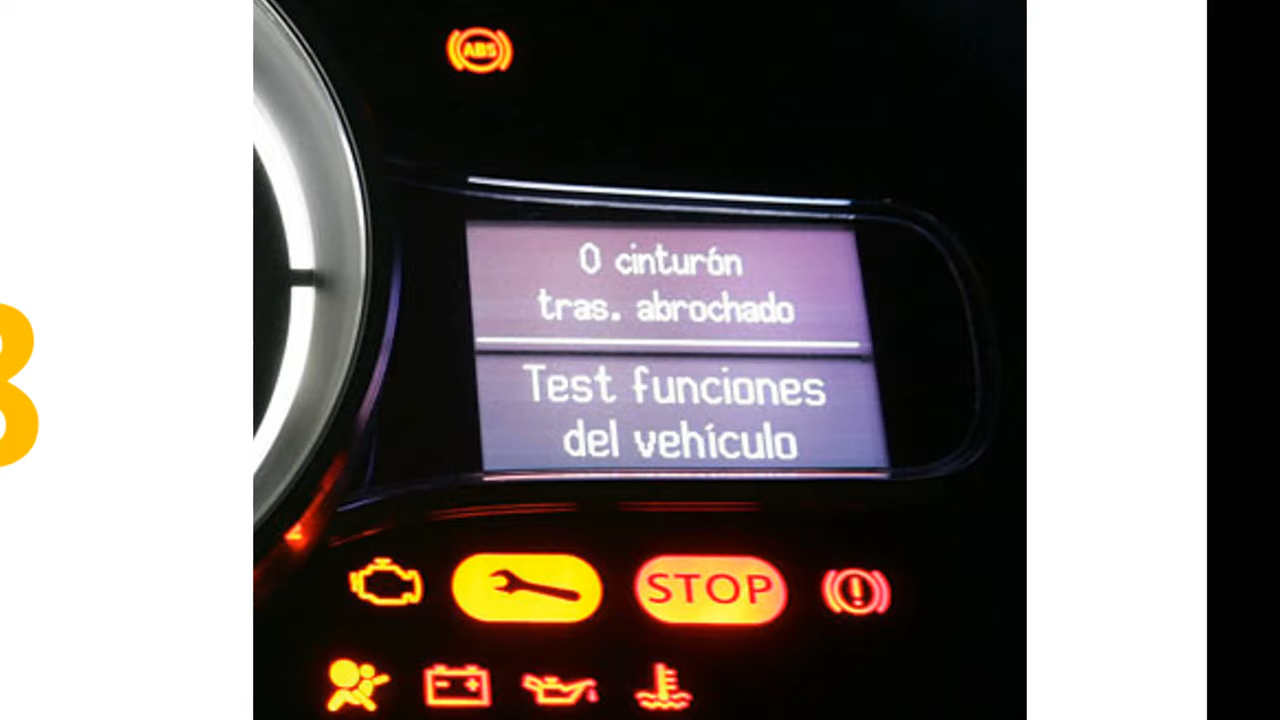 ABS
0 cinturón
tras. abrochado
Test funciones
del vehículo
STOP